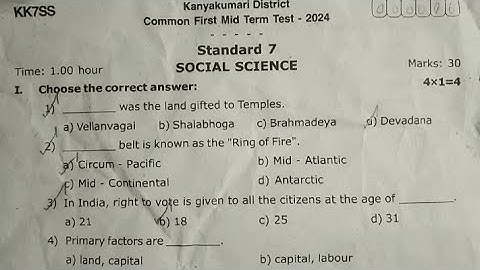 Kanyakumari District
KK7SS
Common First Mid Term Test - 2024
- - - - -
Standard 7
Time: 1.00 hour SOCIAL SCIENCE Marks: 30
I. Choose the correct answer: 4×1=4
1) ________ was the land gifted to Temples.
a) Vellanvagai b) Shalabhoga c) Brahmadeya d) Devadana
2) ________ belt is known as the "Ring of Fire".
a) Circum - Pacific b) Mid - Atlantic
c) Mid - Continental d) Antarctic
3) In India, right to vote is given to all the citizens at the age of ________.
a) 21 b) 18 c) 25 d) 31
4) Primary factors are ________.
a) land, capital b) capital, labour